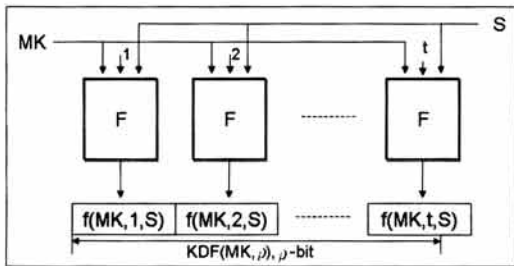 S
MK
1 2 t
F F F
f(MK,1,S) f(MK,2,S) f(MK,t,S)
KDF(MK,ρ), ρ-bit